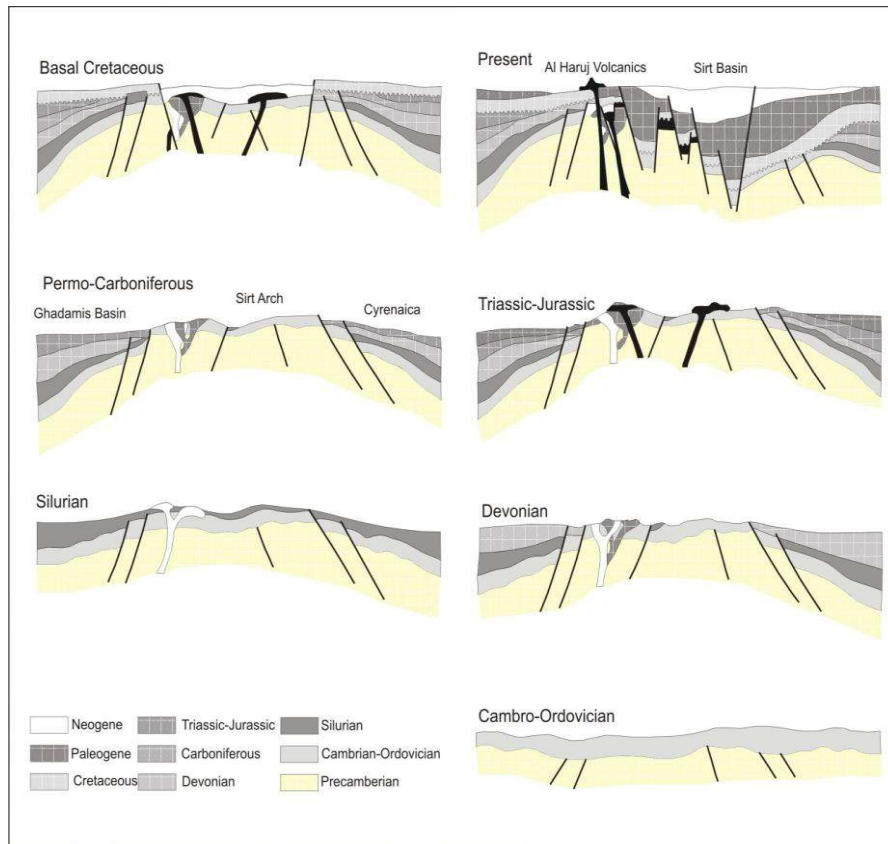 Basal Cretaceous
Present
Al Haruj Volcanics
Sirt Basin
Permo-Carboniferous
Ghadamis Basin
Sirt Arch
Cyrenaica
Triassic-Jurassic
Silurian
Devonian
Cambro-Ordovician
Neogene
Triassic-Jurassic
Silurian
Paleogene
Carboniferous
Cambrian-Ordovician
Cretaceous
Devonian
Precamberian